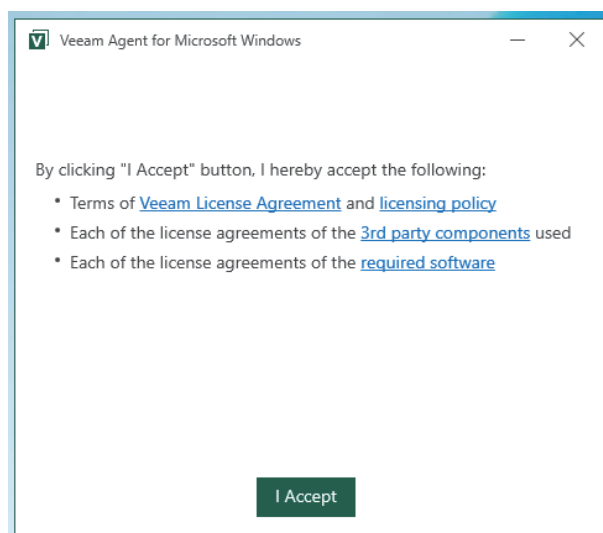 Veeam Agent for Microsoft Windows
By clicking "I Accept" button, I hereby accept the following:
• Terms of Veeam License Agreement and licensing policy
• Each of the license agreements of the 3rd party components used
• Each of the license agreements of the required software
I Accept